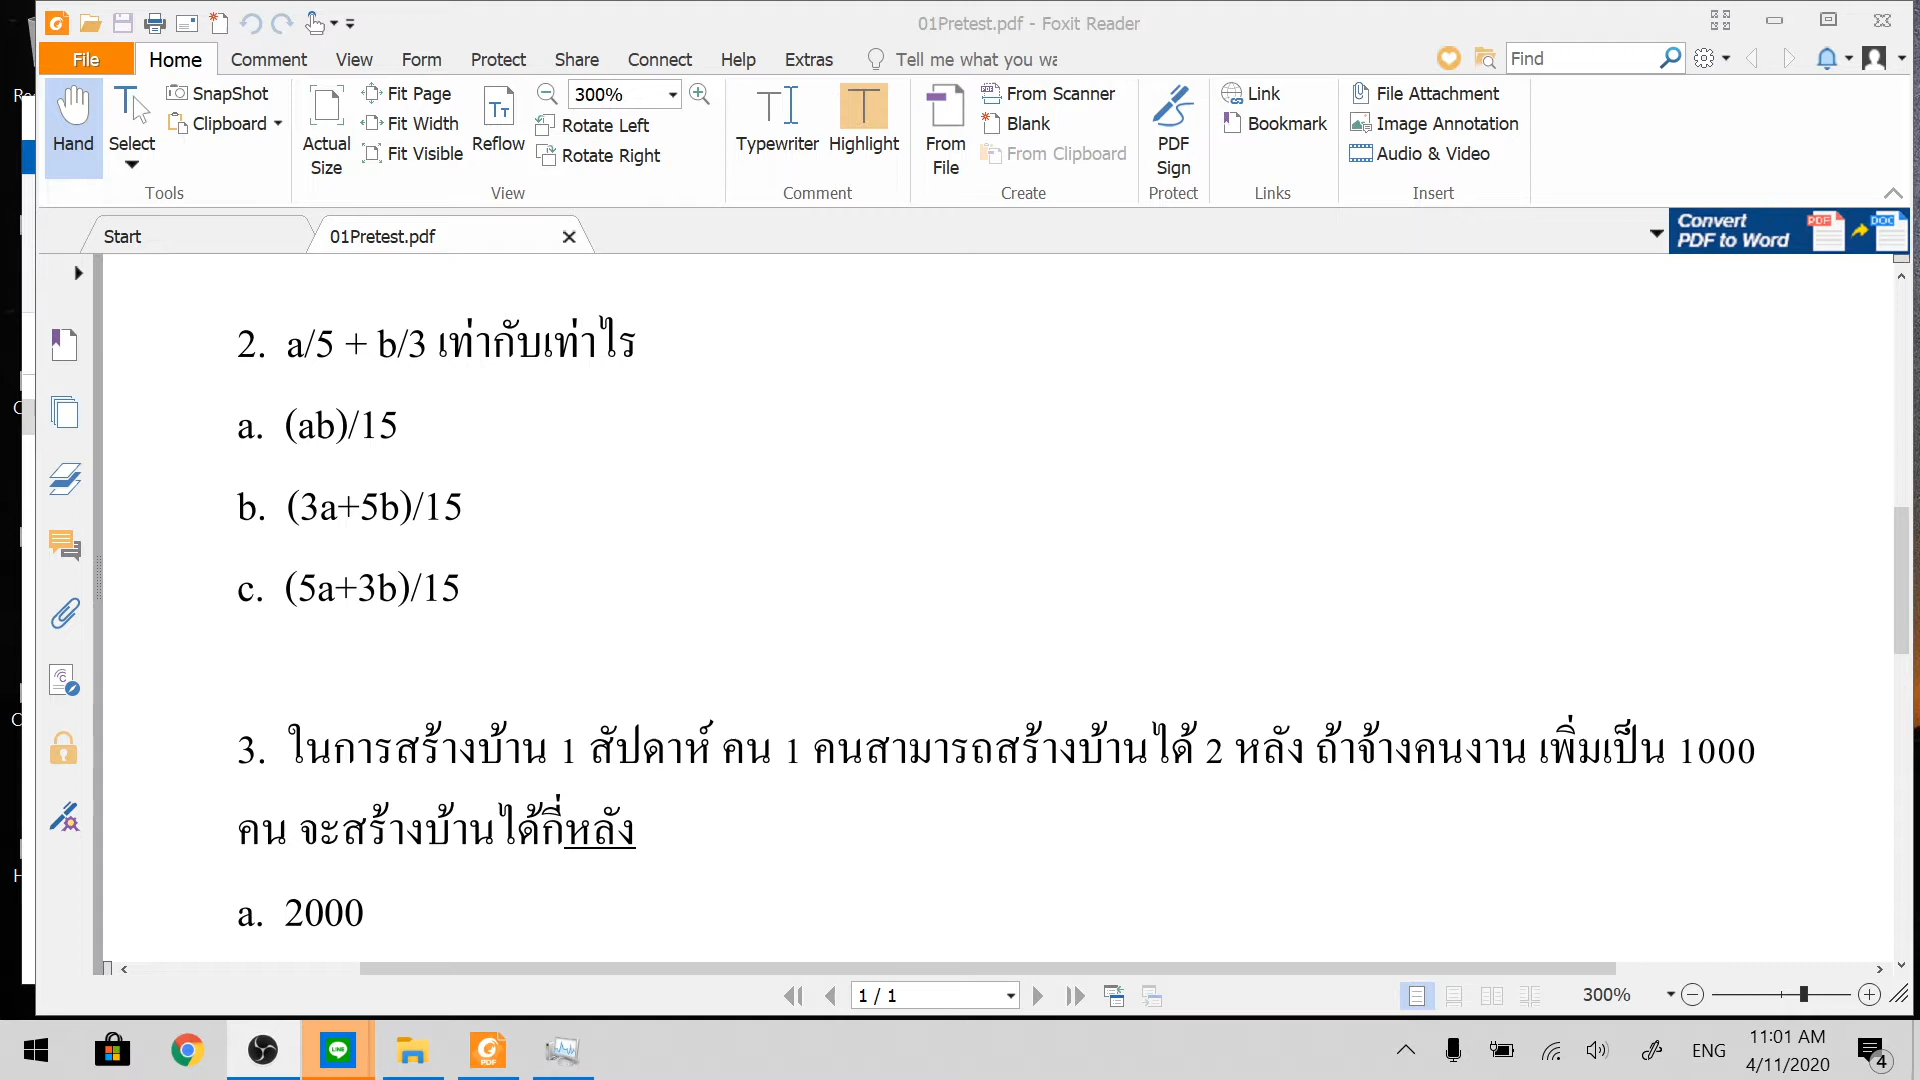 01Pretest.pdf - Foxit Reader
File Home Comment View Form Protect Share Connect Help Extras Tell me what you wa Find
Hand Select SnapShot Clipboard Tools
Actual Size Fit Page Fit Width Fit Visible Reflow 300% Rotate Left Rotate Right View
Typewriter Highlight Comment
From File From Scanner Blank From Clipboard Create
PDF Sign Protect
Link Bookmark Links
File Attachment Image Annotation Audio & Video Insert
Start 01Pretest.pdf
Convert PDF to Word PDF DOC
2. a/5 + b/3 เท่ากับเท่าไร
a. (ab)/15
b. (3a+5b)/15
c. (5a+3b)/15
3. ในการสร้างบ้าน 1 สัปดาห์ คน 1 คนสามารถสร้างบ้านได้ 2 หลัง ถ้าจ้างคนงาน เพิ่มเป็น 1000
คน จะสร้างบ้านได้กี่หลัง
a. 2000
1 / 1 300%
LINE PDF ENG 11:01 AM
4/11/2020 4